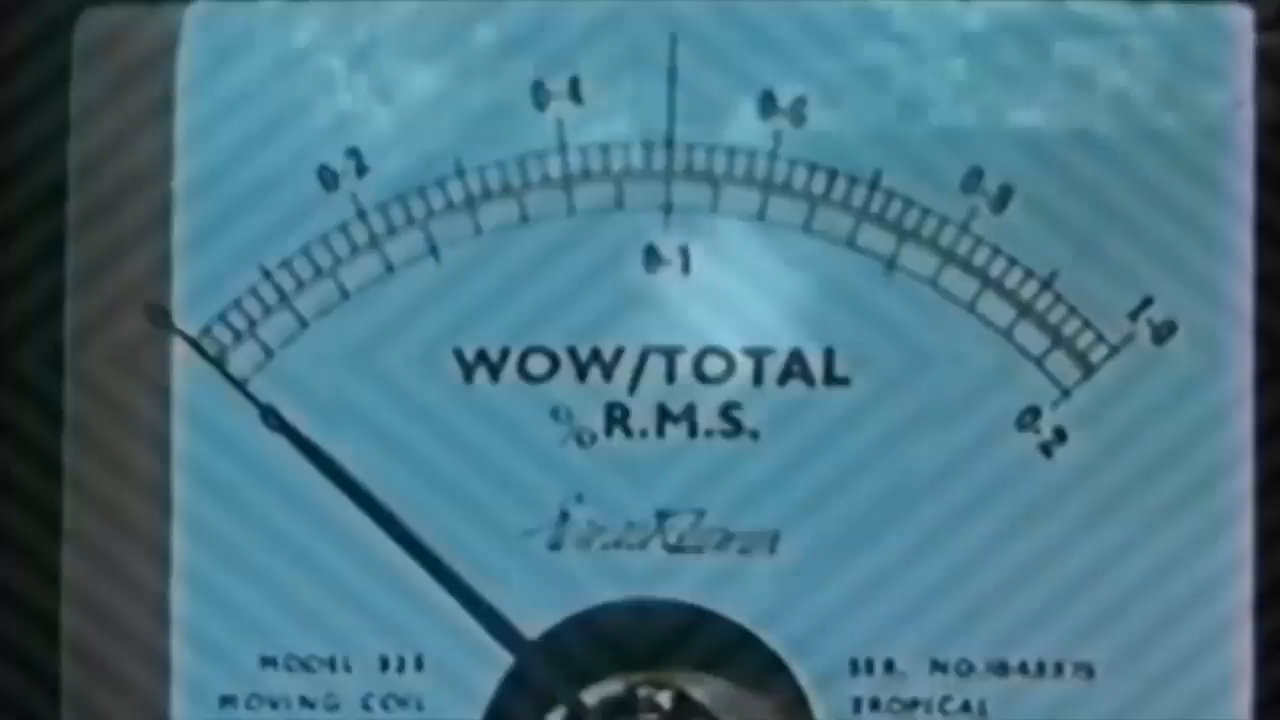 0·4
0·6
0·2
0·8
1·0
0·1
0·2
WOW/TOTAL
% R.M.S.
MODEL
SER. NO.
MOVING COIL
TROPICAL